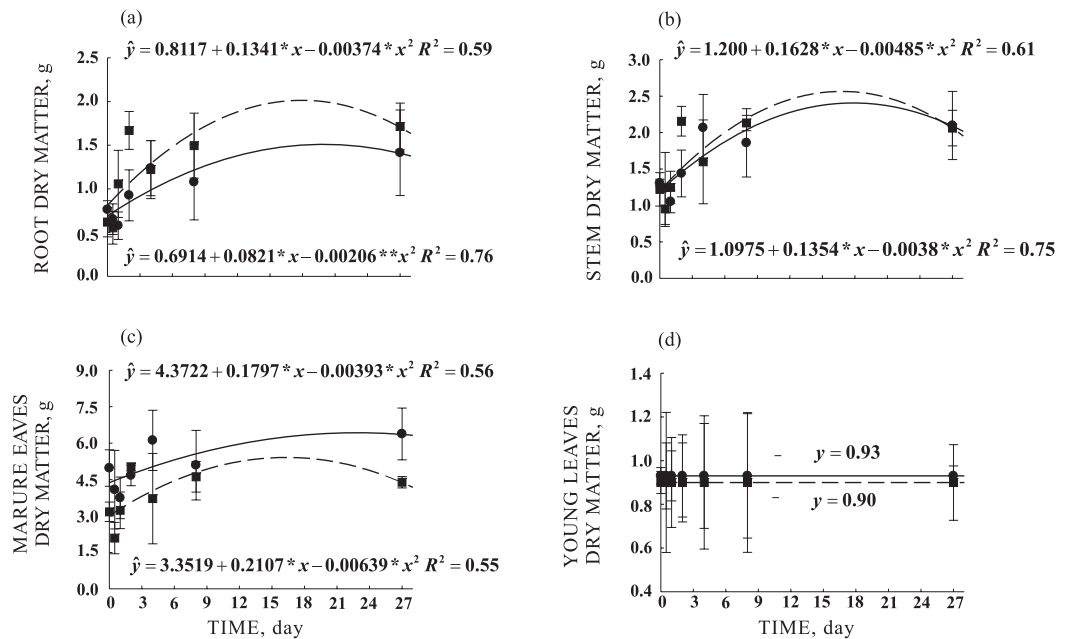 (a)
ŷ = 0.8117 + 0.1341* x – 0.00374* x² R² = 0.59
2.5
2.0
1.5
1.0
0.5
0.0
ROOT DRY MATTER, g
ŷ = 0.6914 + 0.0821* x – 0.00206**x² R² = 0.76
(b)
ŷ = 1.200 + 0.1628* x – 0.00485* x² R² = 0.61
3.0
2.5
2.0
1.5
1.0
0.5
0.0
STEM DRY MATTER, g
ŷ = 1.0975 + 0.1354* x – 0.0038* x² R² = 0.75
(c)
ŷ = 4.3722 + 0.1797* x – 0.00393* x² R² = 0.56
9.0
7.5
6.0
4.5
3.0
1.5
0.0
MARURE EAVES
DRY MATTER, g
ŷ = 3.3519 + 0.2107* x – 0.00639* x² R² = 0.55
0 3 6 9 12 15 18 21 24 27
TIME, day
(d)
1.4
1.2
1.0
0.8
0.6
0.4
YOUNG LEAVES
DRY MATTER, g
– y = 0.93
– y = 0.90
0 3 6 9 12 15 18 21 24 27
TIME, day